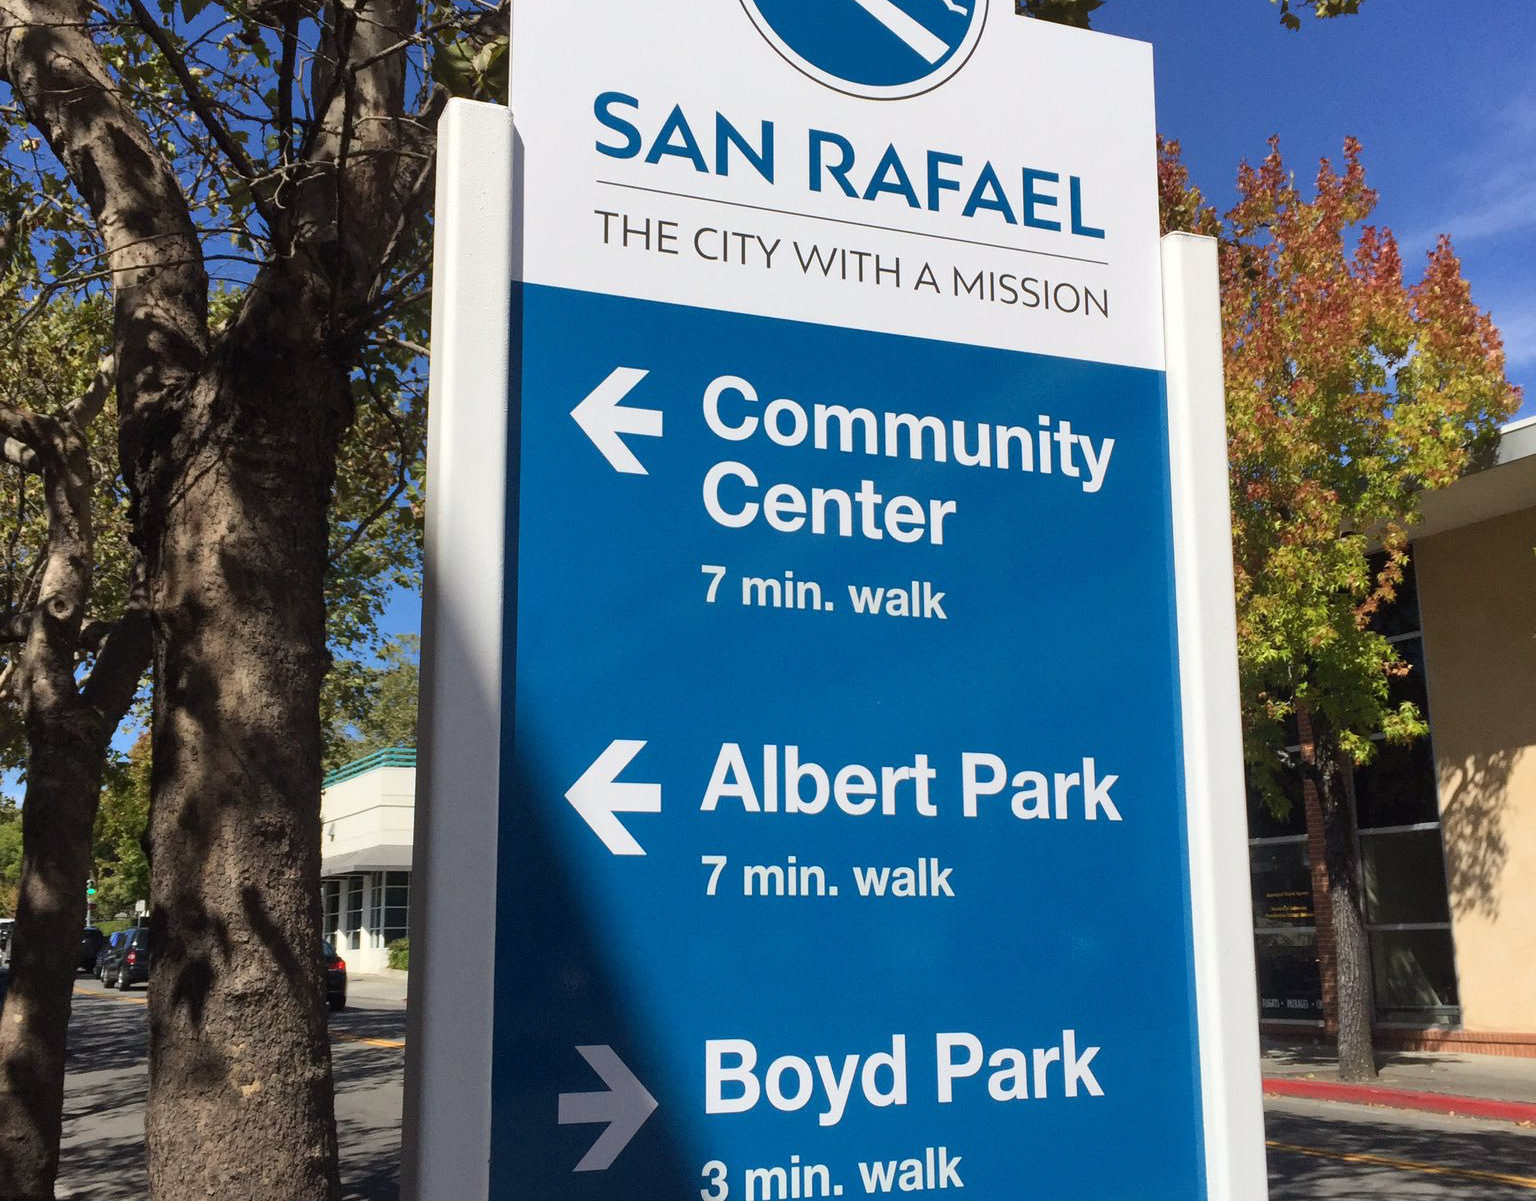 SAN RAFAEL
THE CITY WITH A MISSION
Community
Center
7 min. walk
Albert Park
7 min. walk
Boyd Park
3 min. walk